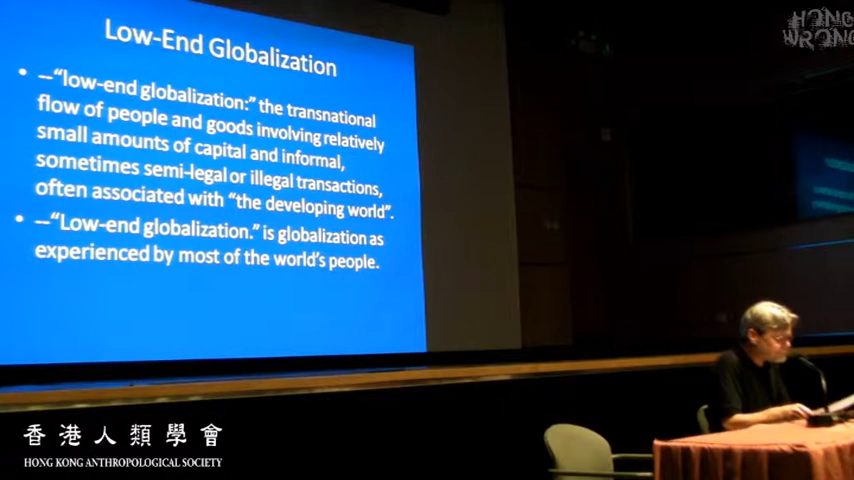 Low-End Globalization
• --“low-end globalization:” the transnational
flow of people and goods involving relatively
small amounts of capital and informal,
sometimes semi-legal or illegal transactions,
often associated with “the developing world”.
• --“Low-end globalization.” is globalization as
experienced by most of the world’s people.
HONG
WRONG
香港人類學會
HONG KONG ANTHROPOLOGICAL SOCIETY